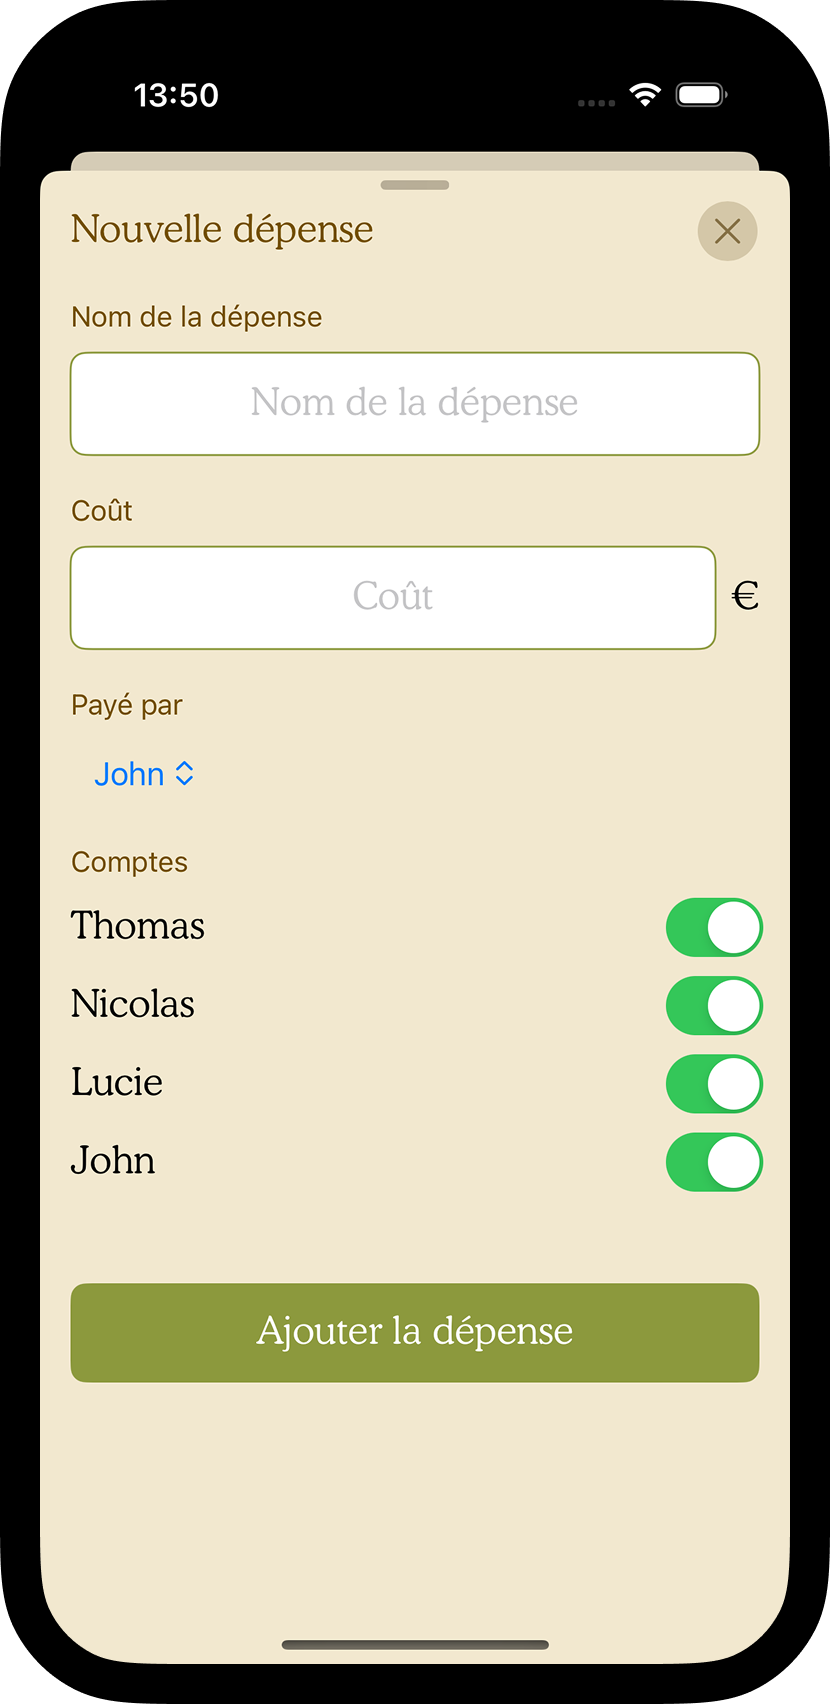 13:50
Nouvelle dépense
Nom de la dépense
Nom de la dépense
Coût
Coût €
Payé par
John
Comptes
Thomas
Nicolas
Lucie
John
Ajouter la dépense